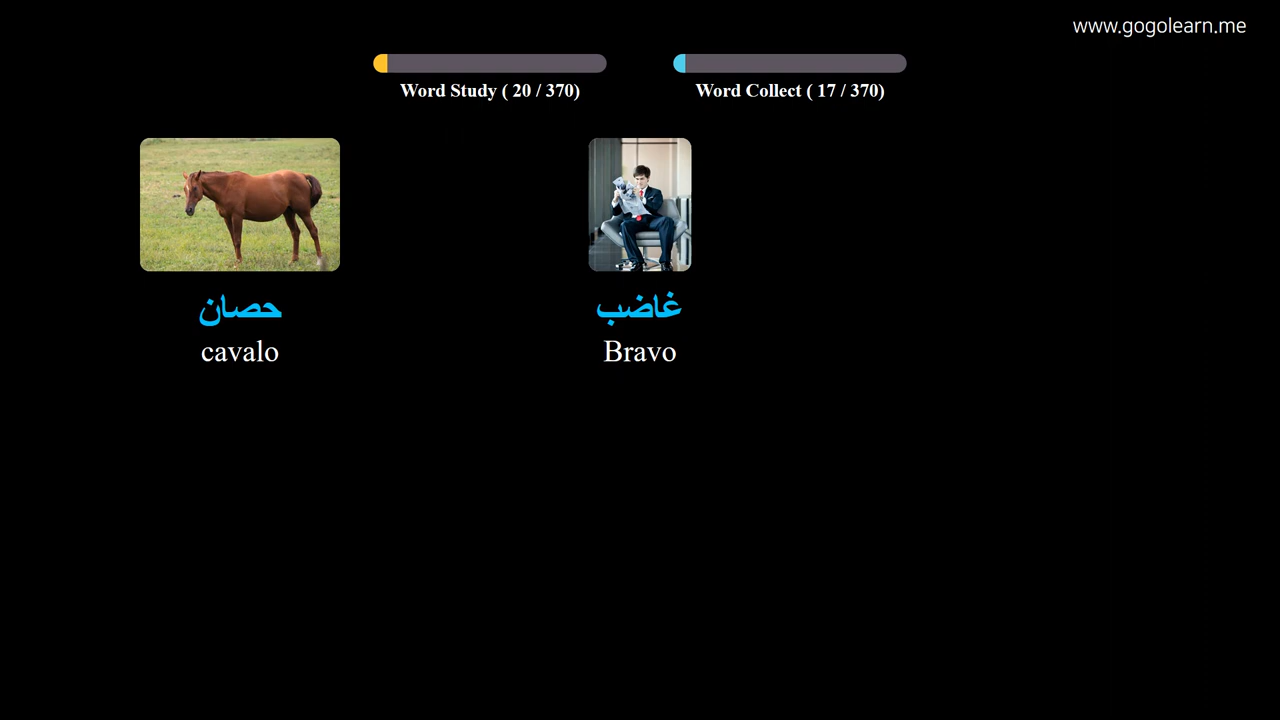 www.gogolearn.me
Word Study ( 20 / 370)
Word Collect ( 17 / 370)
حصان
cavalo
غاضب
Bravo